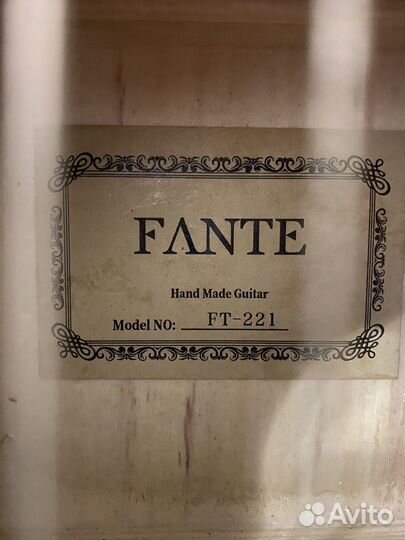 FANTE
Hand Made Guitar
Model NO: FT-221
Avito